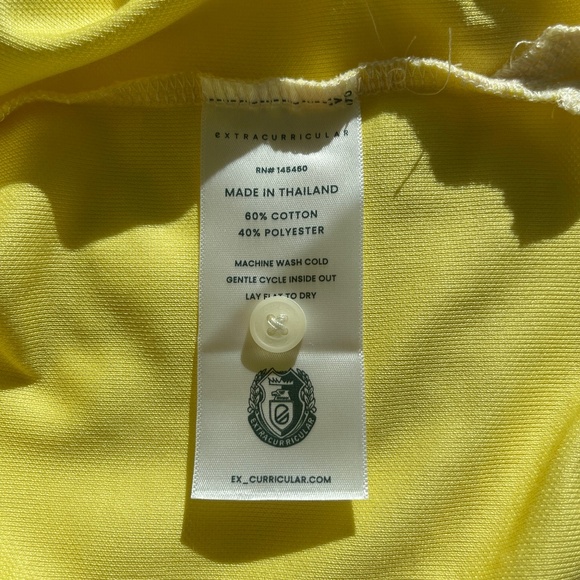 eXTRACURRICULAR
RN# 145460
MADE IN THAILAND
60% COTTON
40% POLYESTER
MACHINE WASH COLD
GENTLE CYCLE INSIDE OUT
LAY FLAT TO DRY
EXTRACURRICULAR
EX_CURRICULAR.COM